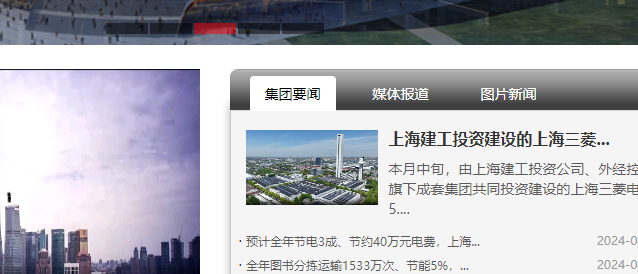 集团要闻
媒体报道
图片新闻
上海建工投资建设的上海三菱...
本月中旬，由上海建工投资公司、外经控
旗下成套集团共同投资建设的上海三菱电
5....
· 预计全年节电3成、节约40万元电费，上海... 2024-0
· 全年图书分拣运输1533万次、节能5%，... 2024-0